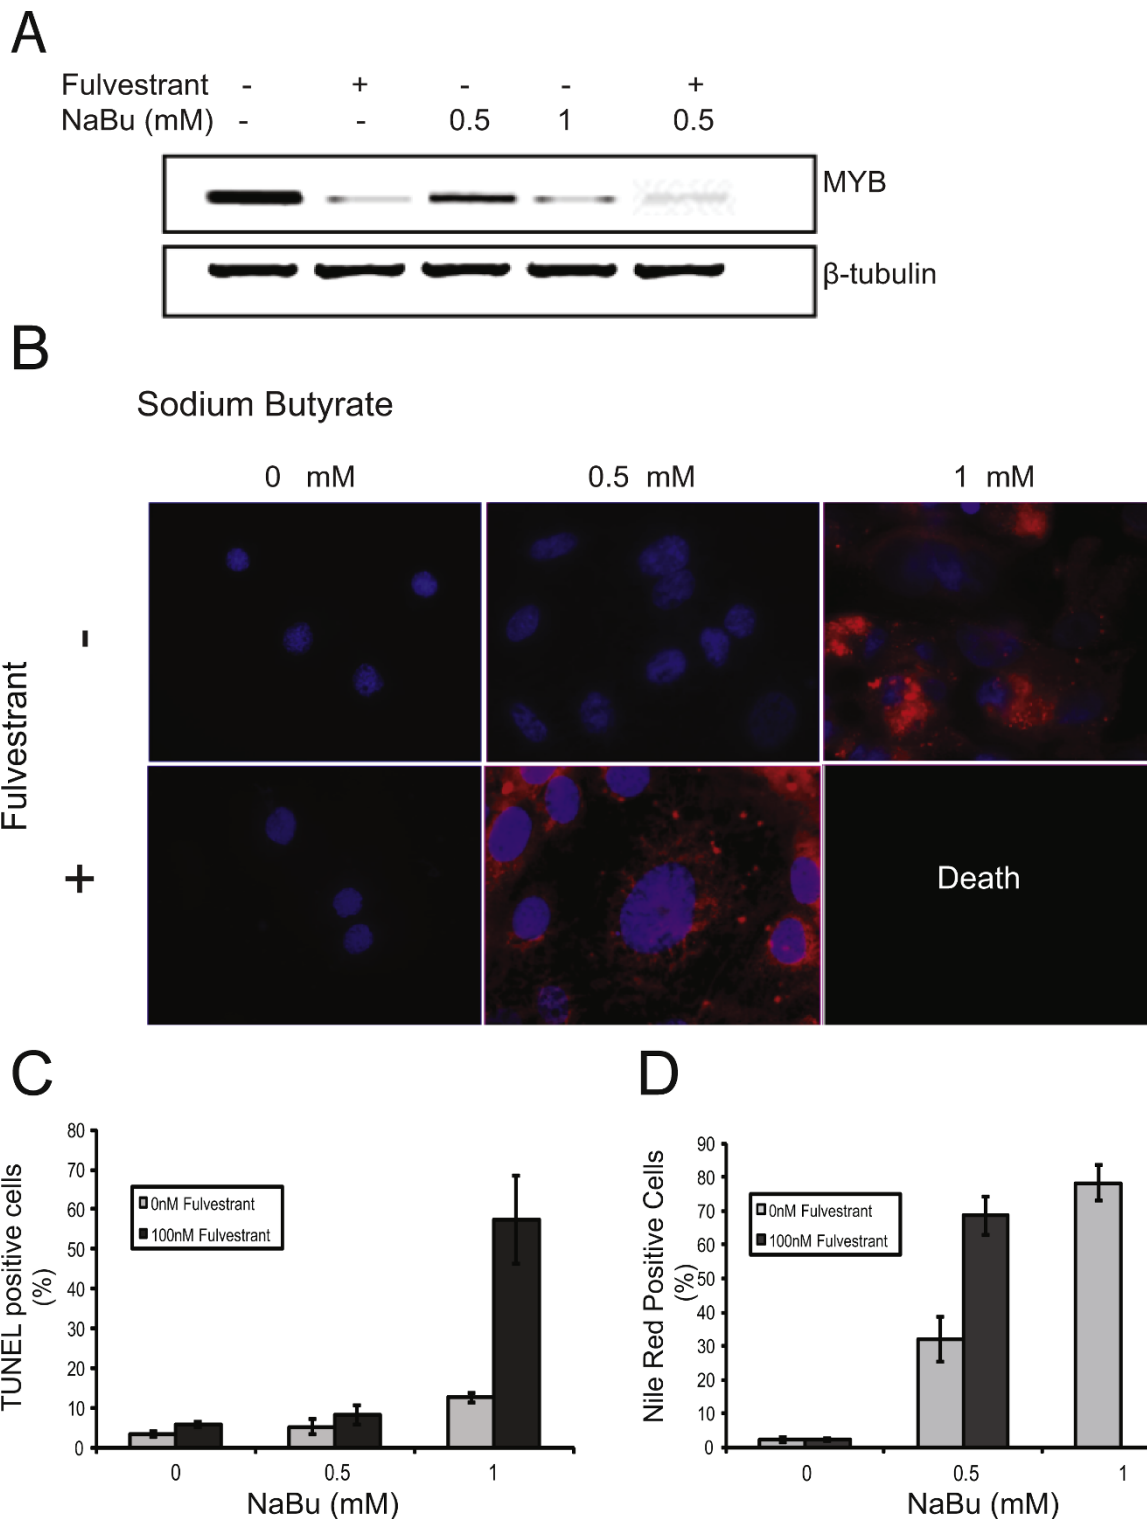 A
Fulvestrant - + - - +
NaBu (mM) - - 0.5 1 0.5
MYB
β-tubulin
B
Sodium Butyrate
0 mM 0.5 mM 1 mM
Fulvestrant
-
+
Death
C
TUNEL positive cells
(%)
80
70
60
50
40
30
20
10
0
0nM Fulvestrant
100nM Fulvestrant
0 0.5 1
NaBu (mM)
D
Nile Red Positive Cells
(%)
90
80
70
60
50
40
30
20
10
0
0nM Fulvestrant
100nM Fulvestrant
0 0.5 1
NaBu (mM)